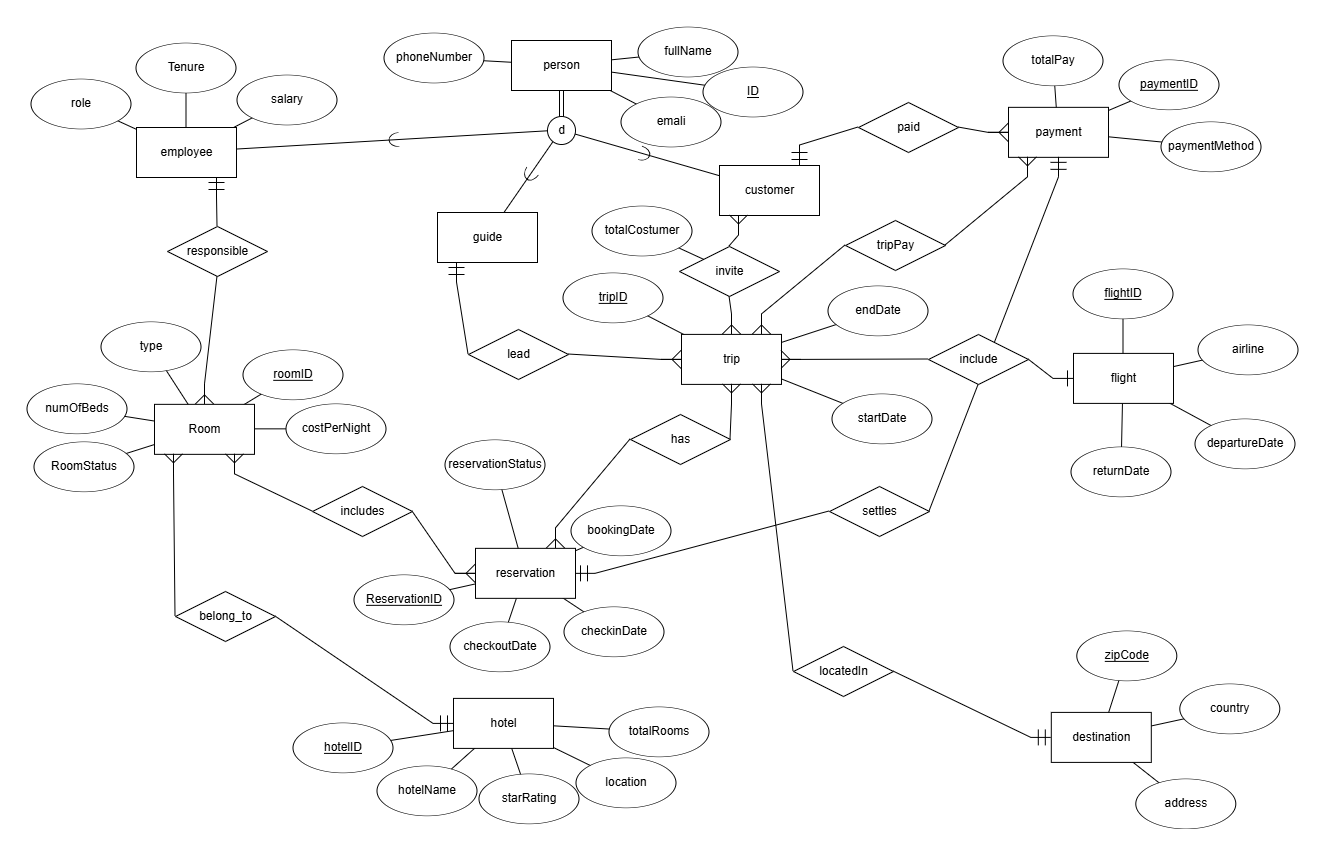 fullName
phoneNumber
person
totalPay
Tenure
paymentID
ID
salary
role
emali
d
paid
payment
employee
paymentMethod
customer
totalCostumer
guide
tripPay
responsible
invite
flightID
tripID
endDate
type
airline
lead
trip
include
roomID
flight
numOfBeds
startDate
Room
costPerNight
has
departureDate
RoomStatus
reservationStatus
returnDate
includes
settles
bookingDate
reservation
ReservationID
belong_to
checkinDate
checkoutDate
zipCode
locatedIn
country
hotel
totalRooms
destination
hotelID
location
hotelName
starRating
address